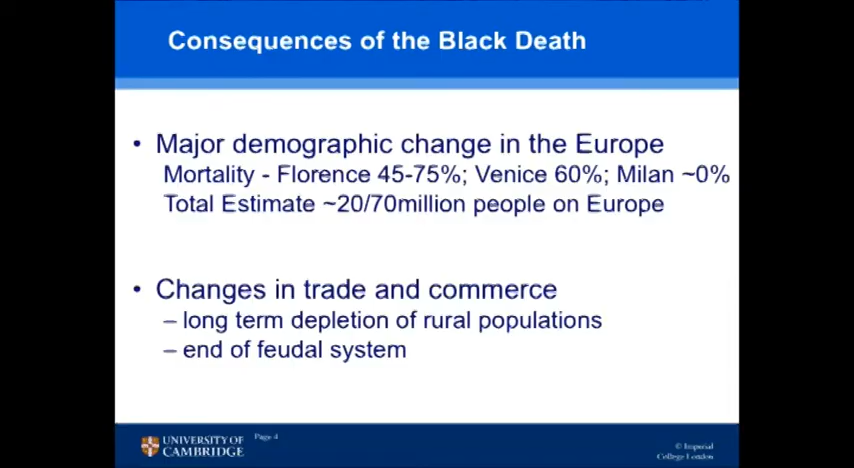 Consequences of the Black Death
• Major demographic change in the Europe
Mortality - Florence 45-75%; Venice 60%; Milan ~0%
Total Estimate ~20/70million people on Europe
• Changes in trade and commerce
– long term depletion of rural populations
– end of feudal system
UNIVERSITY OF
CAMBRIDGE
Page 4
© Imperial
College London